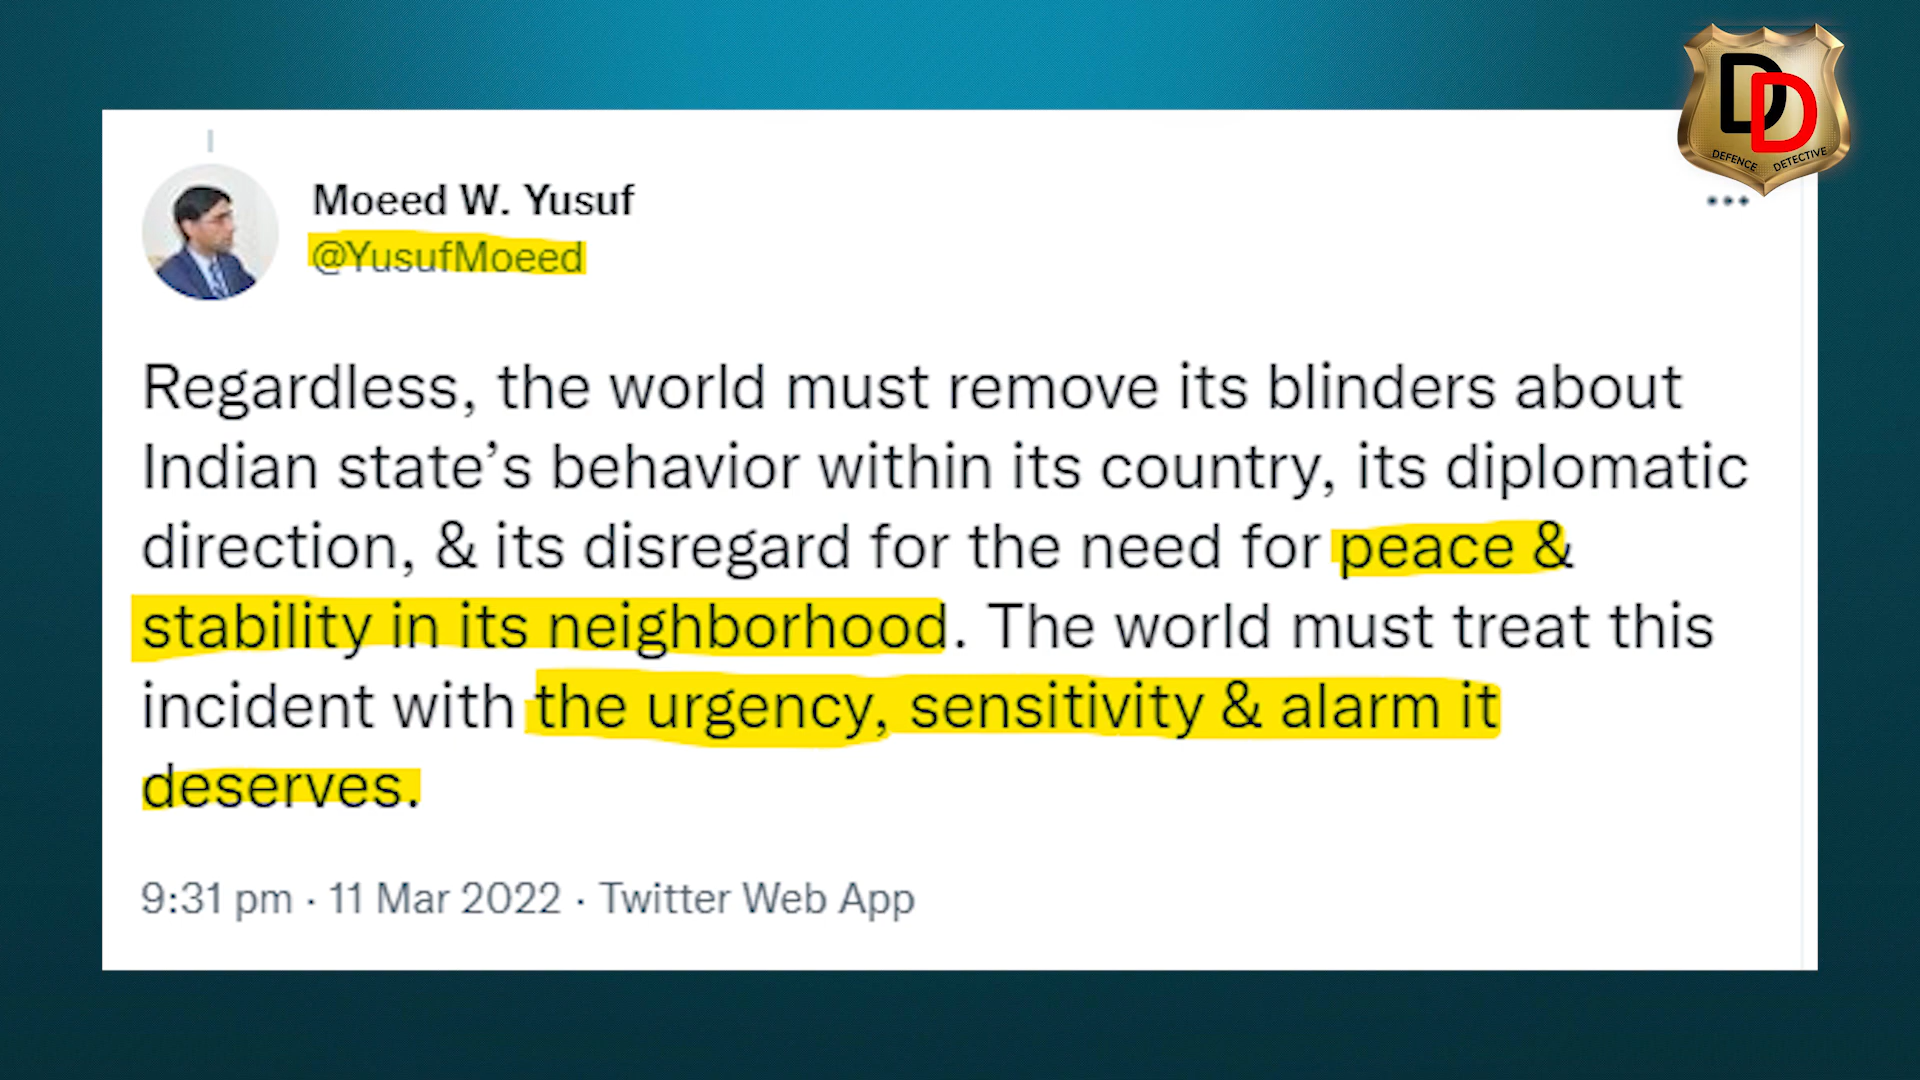 DD
DEFENCE DETECTIVE
Moeed W. Yusuf
@YusufMoeed
Regardless, the world must remove its blinders about
Indian state’s behavior within its country, its diplomatic
direction, & its disregard for the need for peace &
stability in its neighborhood. The world must treat this
incident with the urgency, sensitivity & alarm it
deserves.
9:31 pm · 11 Mar 2022 · Twitter Web App